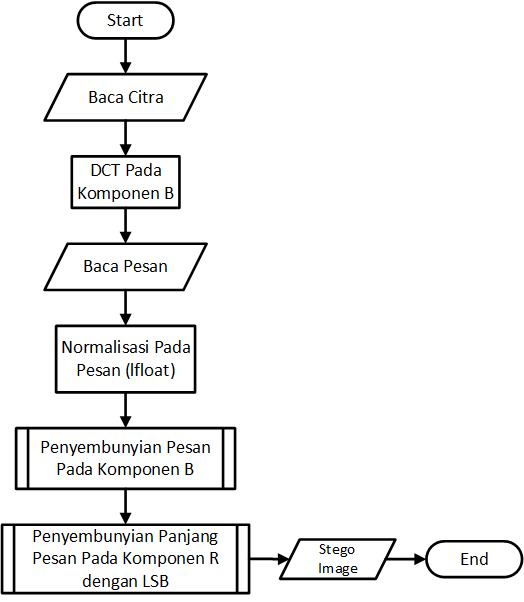 Start
Baca Citra
DCT Pada
Komponen B
Baca Pesan
Normalisasi Pada
Pesan (lfloat)
Penyembunyian Pesan
Pada Komponen B
Penyembunyian Panjang
Pesan Pada Komponen R
dengan LSB
Stego
Image
End